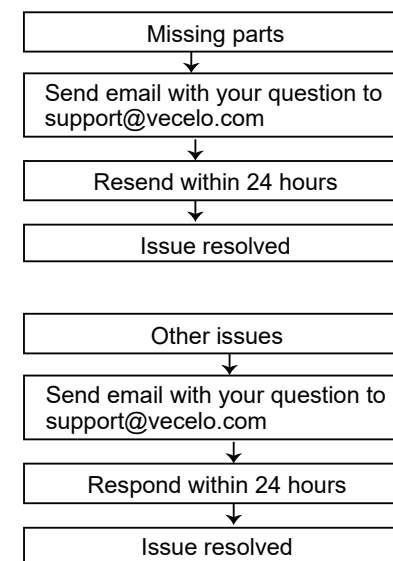 Missing parts
Send email with your question to
support@vecelo.com
Resend within 24 hours
Issue resolved
Other issues
Send email with your question to
support@vecelo.com
Respond within 24 hours
Issue resolved